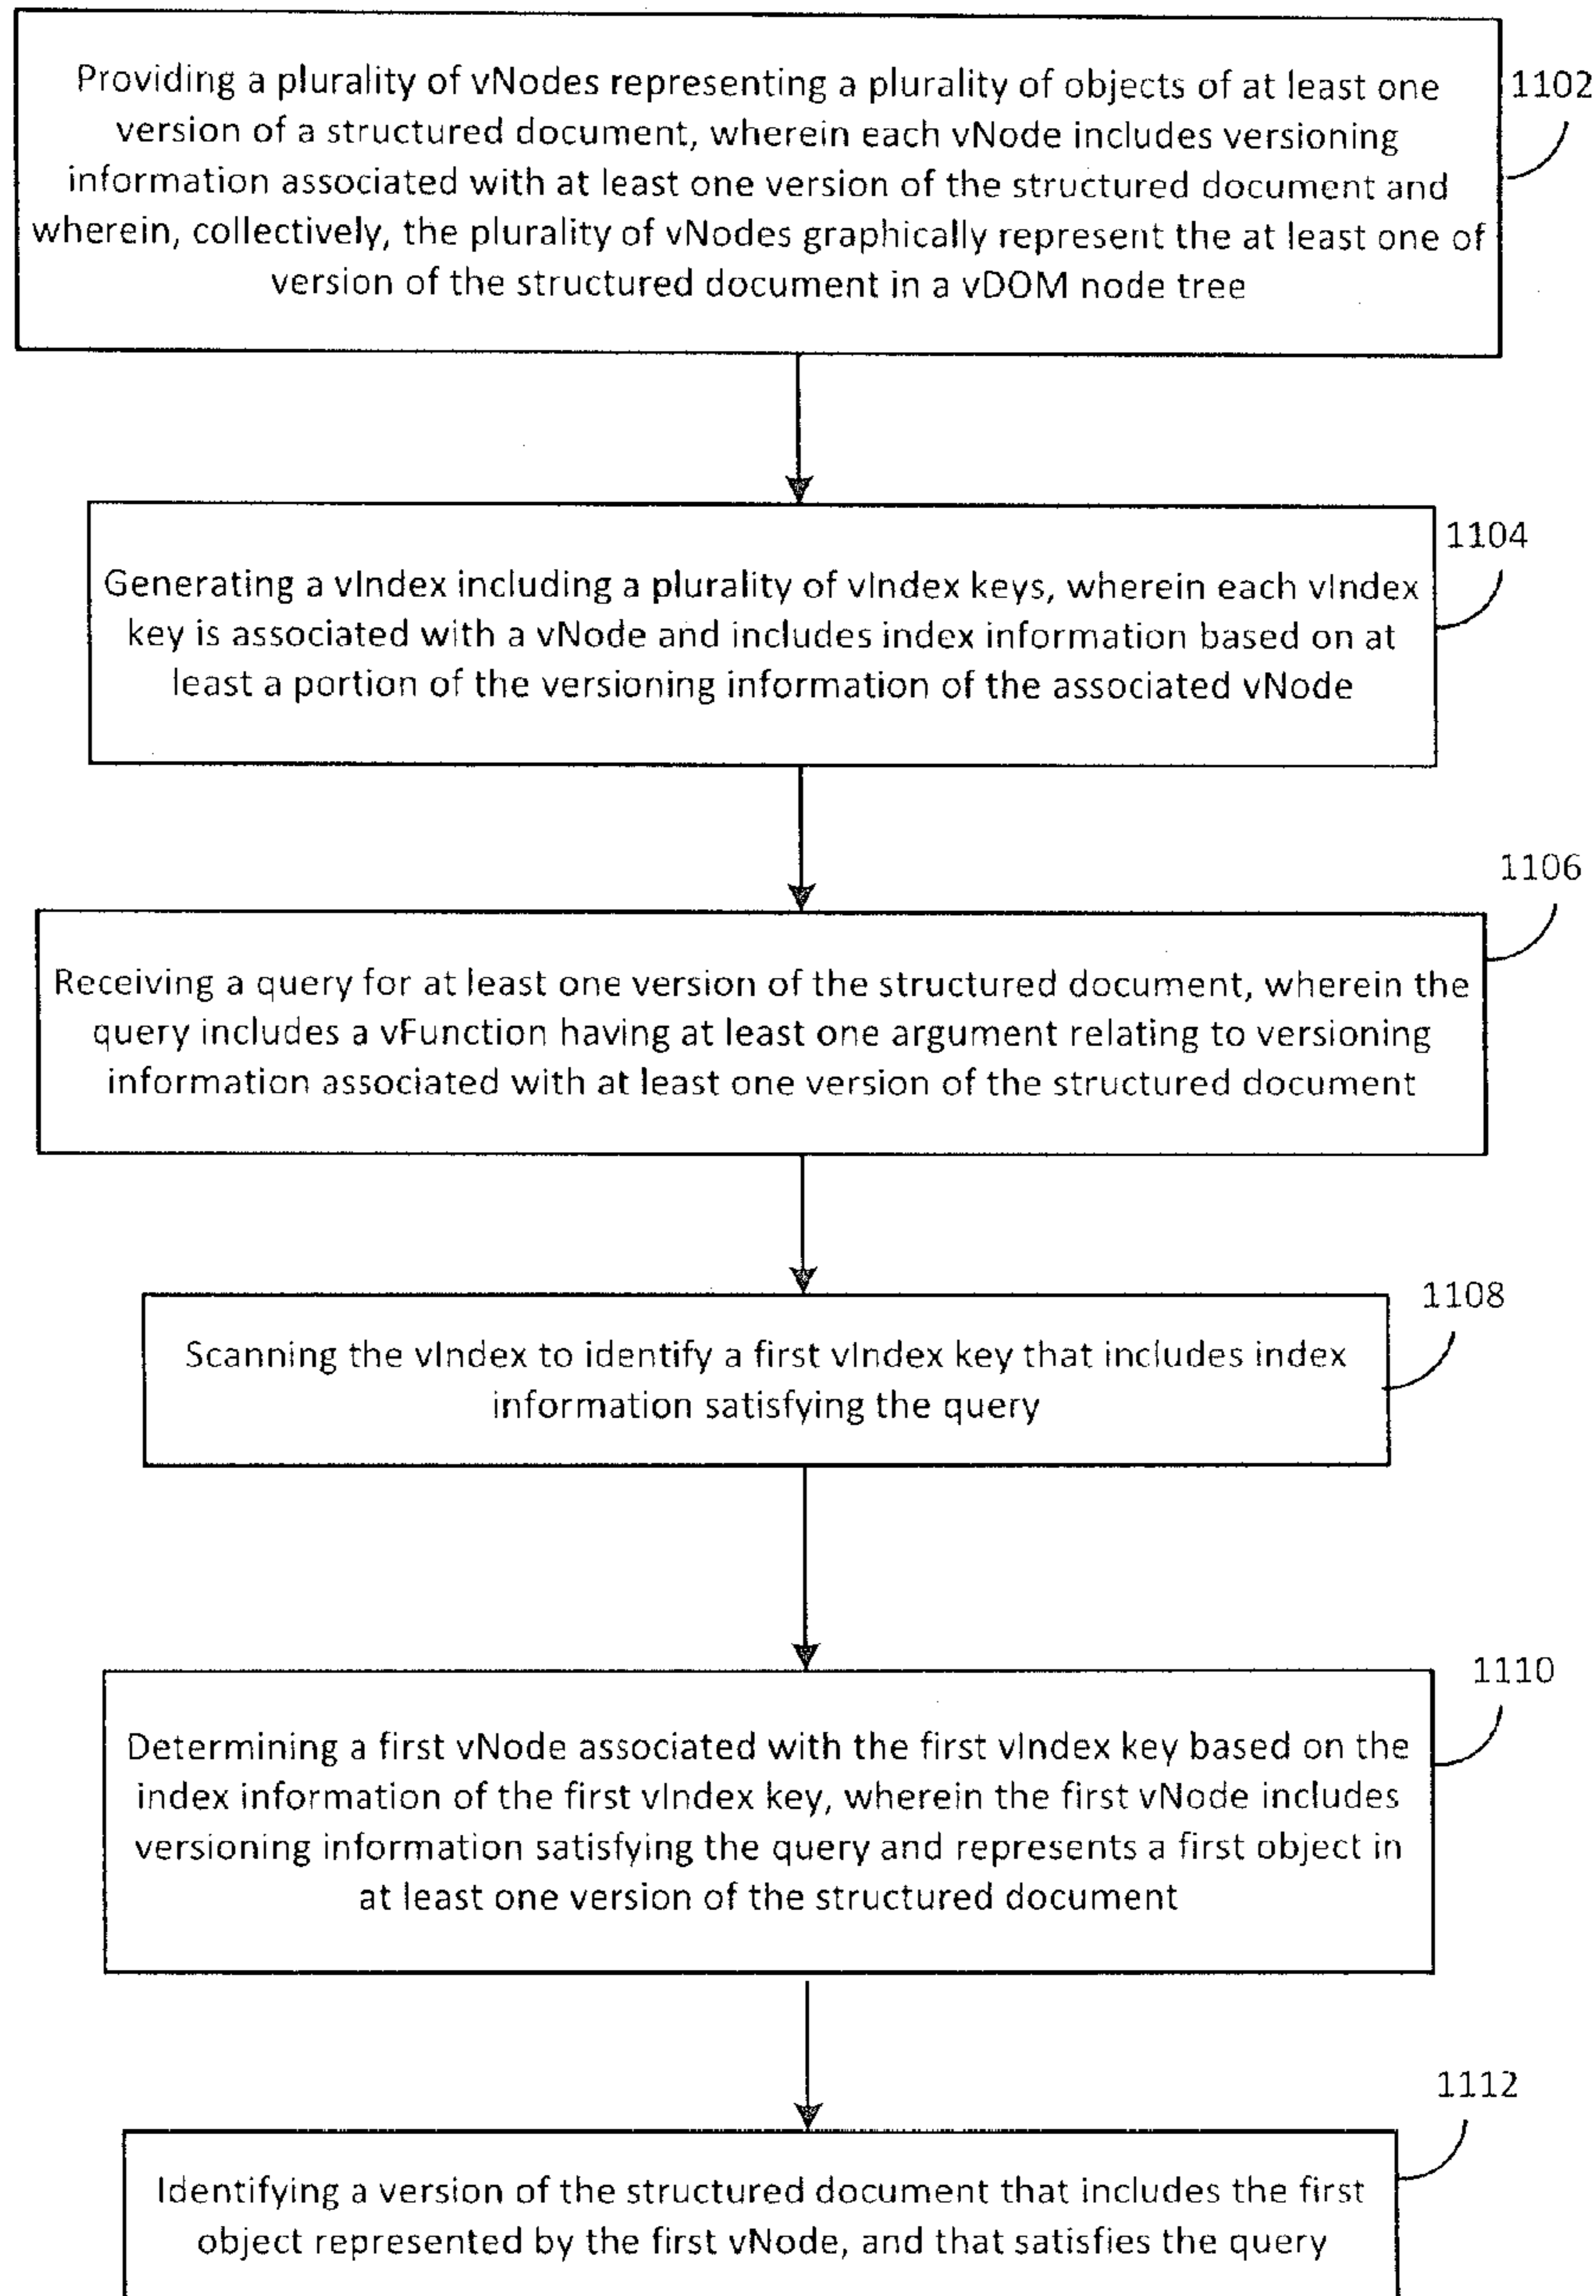 Providing a plurality of vNodes representing a plurality of objects of at least one
version of a structured document, wherein each vNode includes versioning
information associated with at least one version of the structured document and
wherein, collectively, the plurality of vNodes graphically represent the at least one of
version of the structured document in a vDOM node tree
1102
Generating a vIndex including a plurality of vIndex keys, wherein each vIndex
key is associated with a vNode and includes index information based on at
least a portion of the versioning information of the associated vNode
1104
Receiving a query for at least one version of the structured document, wherein the
query includes a vFunction having at least one argument relating to versioning
information associated with at least one version of the structured document
1106
Scanning the vIndex to identify a first vIndex key that includes index
information satisfying the query
1108
Determining a first vNode associated with the first vIndex key based on the
index information of the first vIndex key, wherein the first vNode includes
versioning information satisfying the query and represents a first object in
at least one version of the structured document
1110
Identifying a version of the structured document that includes the first
object represented by the first vNode, and that satisfies the query
1112